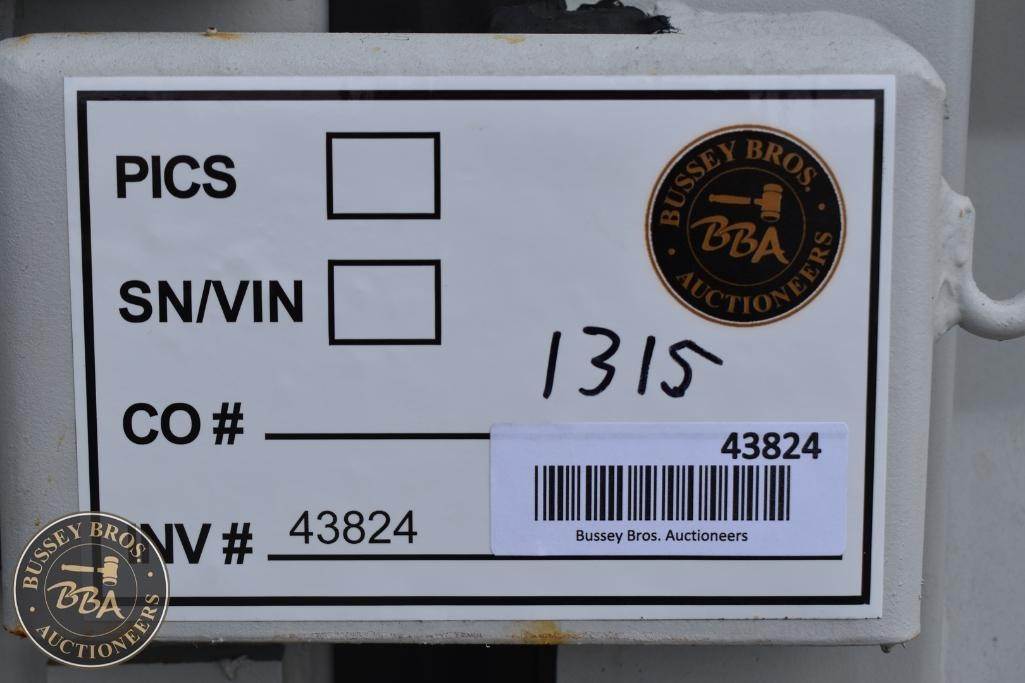 PICS
BUSSEY BROS.
BBA
AUCTIONEERS
SN/VIN
1315
CO #
43824
Bussey Bros. Auctioneers
INV # 43824
BUSSEY BROS.
BBA
AUCTIONEERS